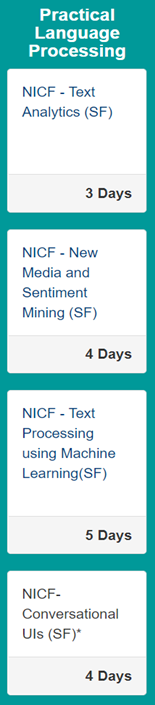 Practical
Language
Processing
NICF - Text
Analytics (SF)
3 Days
NICF - New
Media and
Sentiment
Mining (SF)
4 Days
NICF - Text
Processing
using Machine
Learning(SF)
5 Days
NICF-
Conversational
UIs (SF)*
4 Days